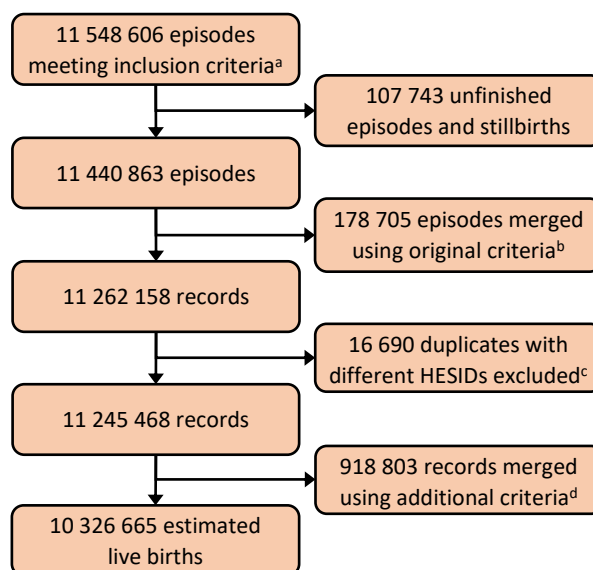 11 548 606 episodes
meeting inclusion criteriaᵃ
107 743 unfinished
episodes and stillbirths
11 440 863 episodes
178 705 episodes merged
using original criteriaᵇ
11 262 158 records
16 690 duplicates with
different HESIDs excludedᶜ
11 245 468 records
918 803 records merged
using additional criteriaᵈ
10 326 665 estimated
live births